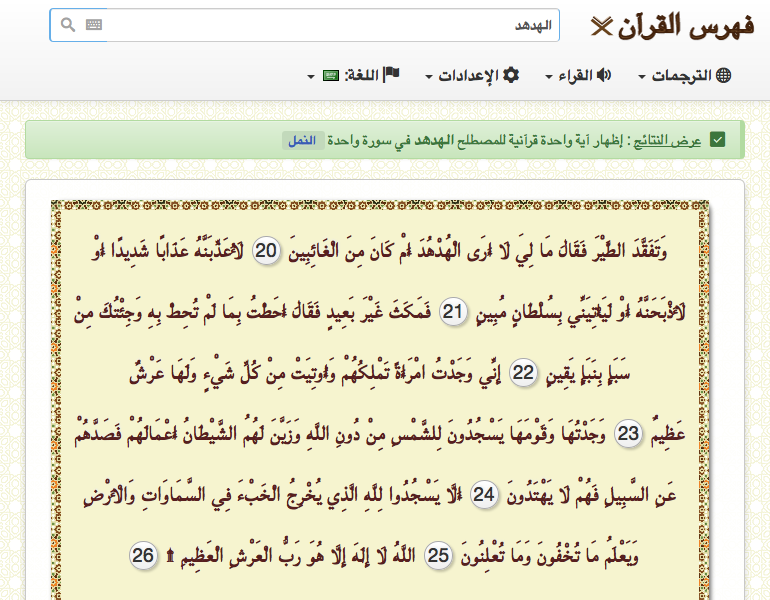 فهرس القرآن
الهدهد
الترجمات
القراء
الإعدادات
اللغة:
عرض النتائج : إظهار آية واحدة قرآنية للمصطلح الهدهد في سورة واحدة النمل
وَتَفَقَّدَ الطَّيْرَ فَقَالَ مَا لِيَ لَا أَرَى الْهُدْهُدَ أَمْ كَانَ مِنَ الْغَائِبِينَ 20 لَأُعَذِّبَنَّهُ عَذَابًا شَدِيدًا أَوْ
لَأَذْبَحَنَّهُ أَوْ لَيَأْتِيَنِّي بِسُلْطَانٍ مُبِينٍ 21 فَمَكَثَ غَيْرَ بَعِيدٍ فَقَالَ أَحَطْتُ بِمَا لَمْ تُحِطْ بِهِ وَجِئْتُكَ مِنْ
سَبَإٍ بِنَبَإٍ يَقِينٍ 22 إِنِّي وَجَدْتُ امْرَأَةً تَمْلِكُهُمْ وَأُوتِيَتْ مِنْ كُلِّ شَيْءٍ وَلَهَا عَرْشٌ
عَظِيمٌ 23 وَجَدْتُهَا وَقَوْمَهَا يَسْجُدُونَ لِلشَّمْسِ مِنْ دُونِ اللَّهِ وَزَيَّنَ لَهُمُ الشَّيْطَانُ أَعْمَالَهُمْ فَصَدَّهُمْ
عَنِ السَّبِيلِ فَهُمْ لَا يَهْتَدُونَ 24 أَلَّا يَسْجُدُوا لِلَّهِ الَّذِي يُخْرِجُ الْخَبْءَ فِي السَّمَاوَاتِ وَالْأَرْضِ
وَيَعْلَمُ مَا تُخْفُونَ وَمَا تُعْلِنُونَ 25 اللَّهُ لَا إِلَهَ إِلَّا هُوَ رَبُّ الْعَرْشِ الْعَظِيمِ ۩ 26